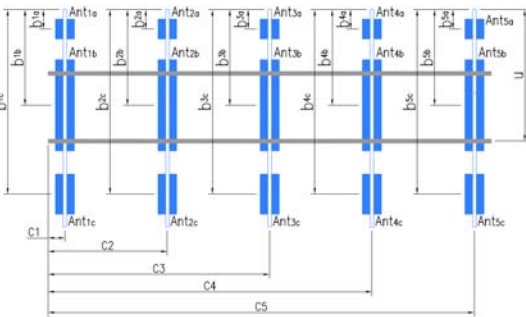 Ant1a Ant2a Ant3a Ant4a Ant5a
b1a b2a b3a b4a b5a
Ant1b Ant2b Ant3b Ant4b Ant5b
b1b b2b b3b b4b b5b
u
b1c b2c b3c b4c b5c
Ant1c Ant2c Ant3c Ant4c Ant5c
C1
C2
C3
C4
C5